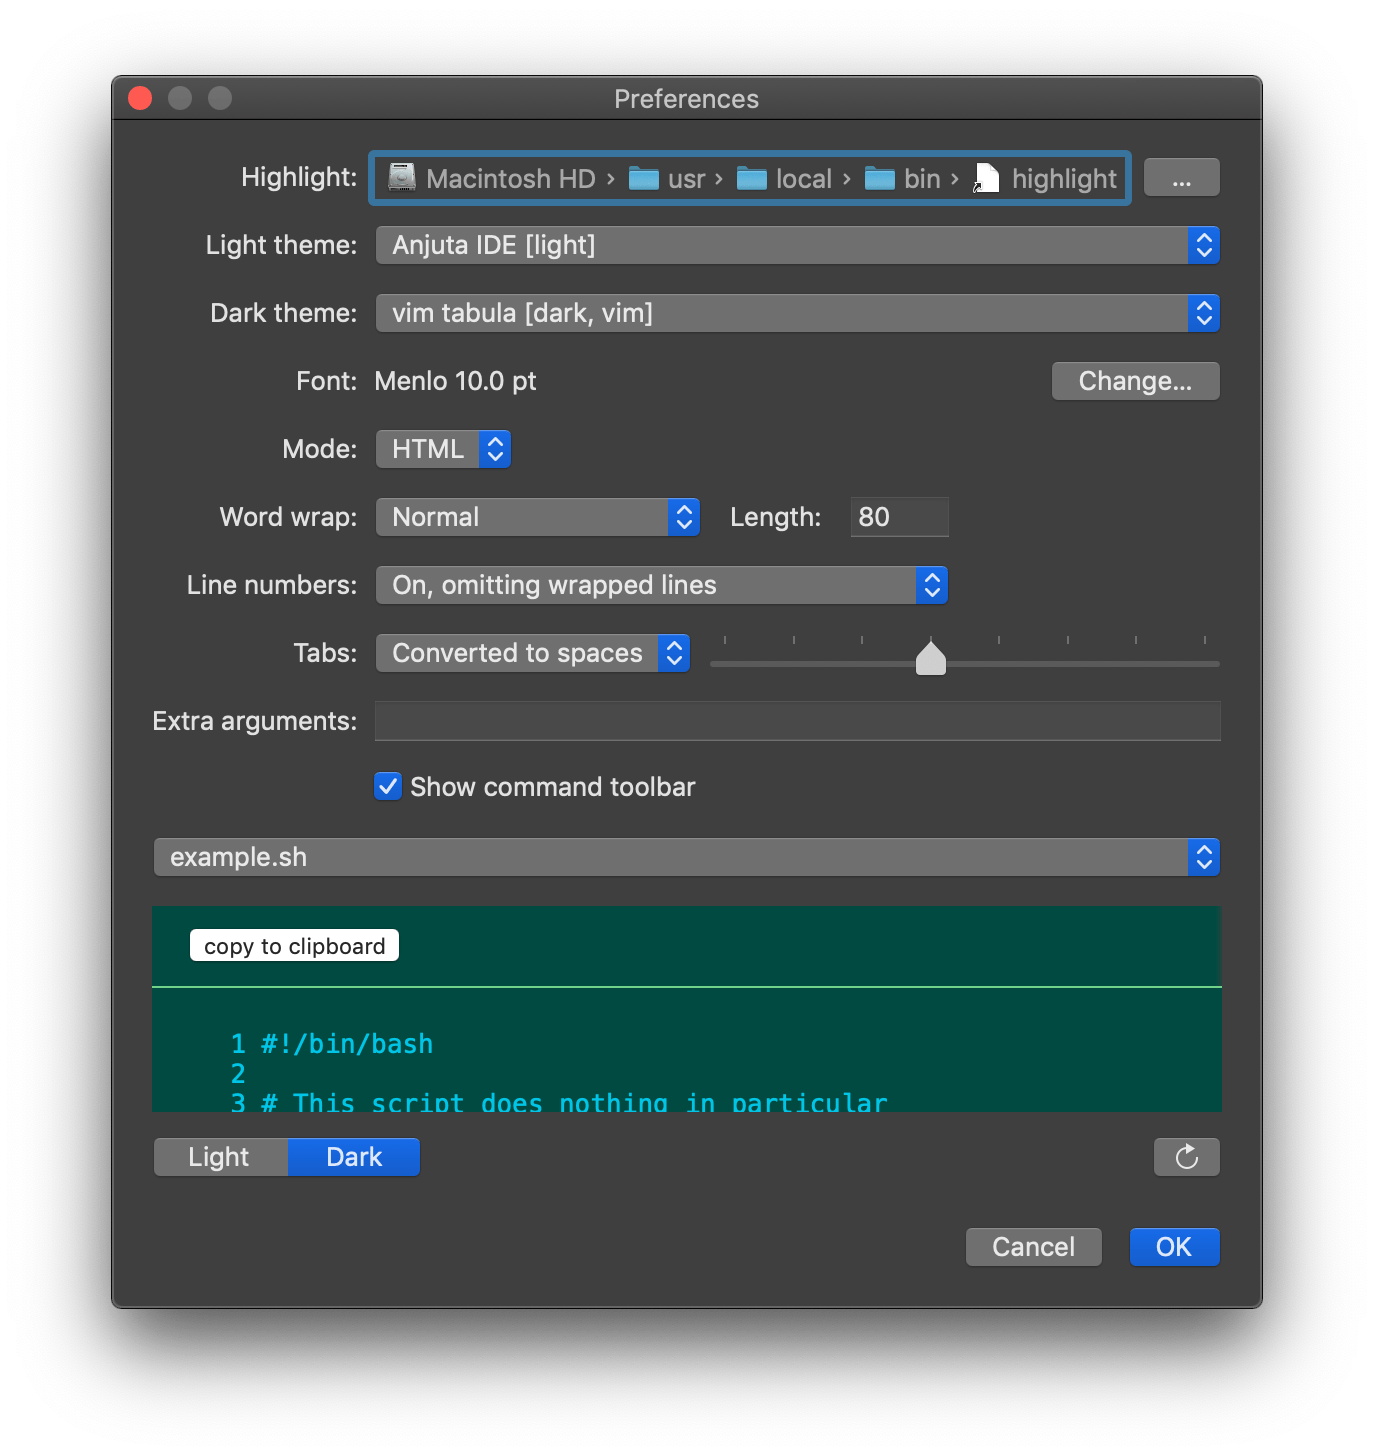 Preferences
Highlight: Macintosh HD › usr › local › bin › highlight ...
Light theme: Anjuta IDE [light]
Dark theme: vim tabula [dark, vim]
Font: Menlo 10.0 pt Change...
Mode: HTML
Word wrap: Normal Length: 80
Line numbers: On, omitting wrapped lines
Tabs: Converted to spaces
Extra arguments:
Show command toolbar
example.sh
copy to clipboard
1 #!/bin/bash
2
3 # This script does nothing in particular
Light Dark
Cancel OK